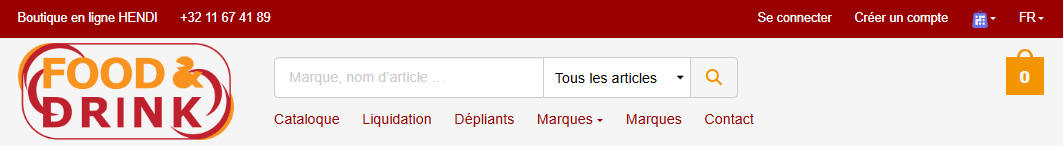 Boutique en ligne HENDI +32 11 67 41 89 Se connecter Créer un compte FR
FOOD &
DRINK
Marque, nom d'article ... Tous les articles 0
Cataloque Liquidation Dépliants Marques Marques Contact